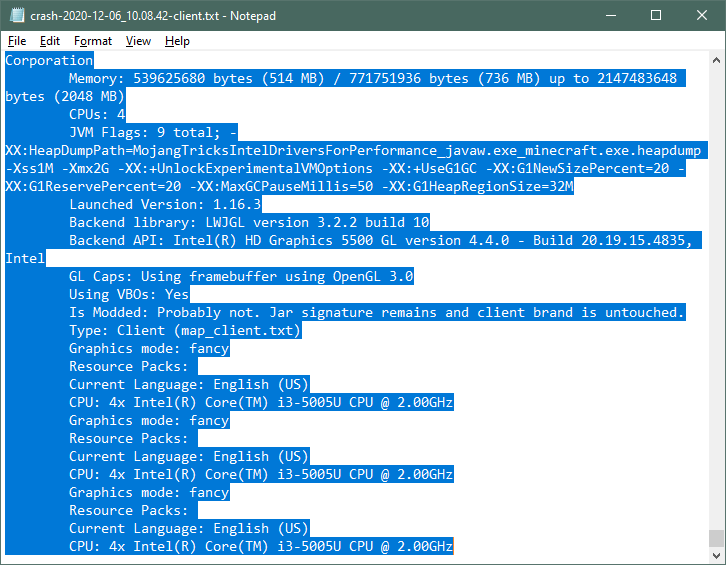 crash-2020-12-06_10.08.42-client.txt - Notepad
File Edit Format View Help
Corporation
Memory: 539625680 bytes (514 MB) / 771751936 bytes (736 MB) up to 2147483648
bytes (2048 MB)
CPUs: 4
JVM Flags: 9 total; -
XX:HeapDumpPath=MojangTricksIntelDriversForPerformance_javaw.exe_minecraft.exe.heapdump
-Xss1M -Xmx2G -XX:+UnlockExperimentalVMOptions -XX:+UseG1GC -XX:G1NewSizePercent=20 -
XX:G1ReservePercent=20 -XX:MaxGCPauseMillis=50 -XX:G1HeapRegionSize=32M
Launched Version: 1.16.3
Backend library: LWJGL version 3.2.2 build 10
Backend API: Intel(R) HD Graphics 5500 GL version 4.4.0 - Build 20.19.15.4835,
Intel
GL Caps: Using framebuffer using OpenGL 3.0
Using VBOs: Yes
Is Modded: Probably not. Jar signature remains and client brand is untouched.
Type: Client (map_client.txt)
Graphics mode: fancy
Resource Packs:
Current Language: English (US)
CPU: 4x Intel(R) Core(TM) i3-5005U CPU @ 2.00GHz
Graphics mode: fancy
Resource Packs:
Current Language: English (US)
CPU: 4x Intel(R) Core(TM) i3-5005U CPU @ 2.00GHz
Graphics mode: fancy
Resource Packs:
Current Language: English (US)
CPU: 4x Intel(R) Core(TM) i3-5005U CPU @ 2.00GHz